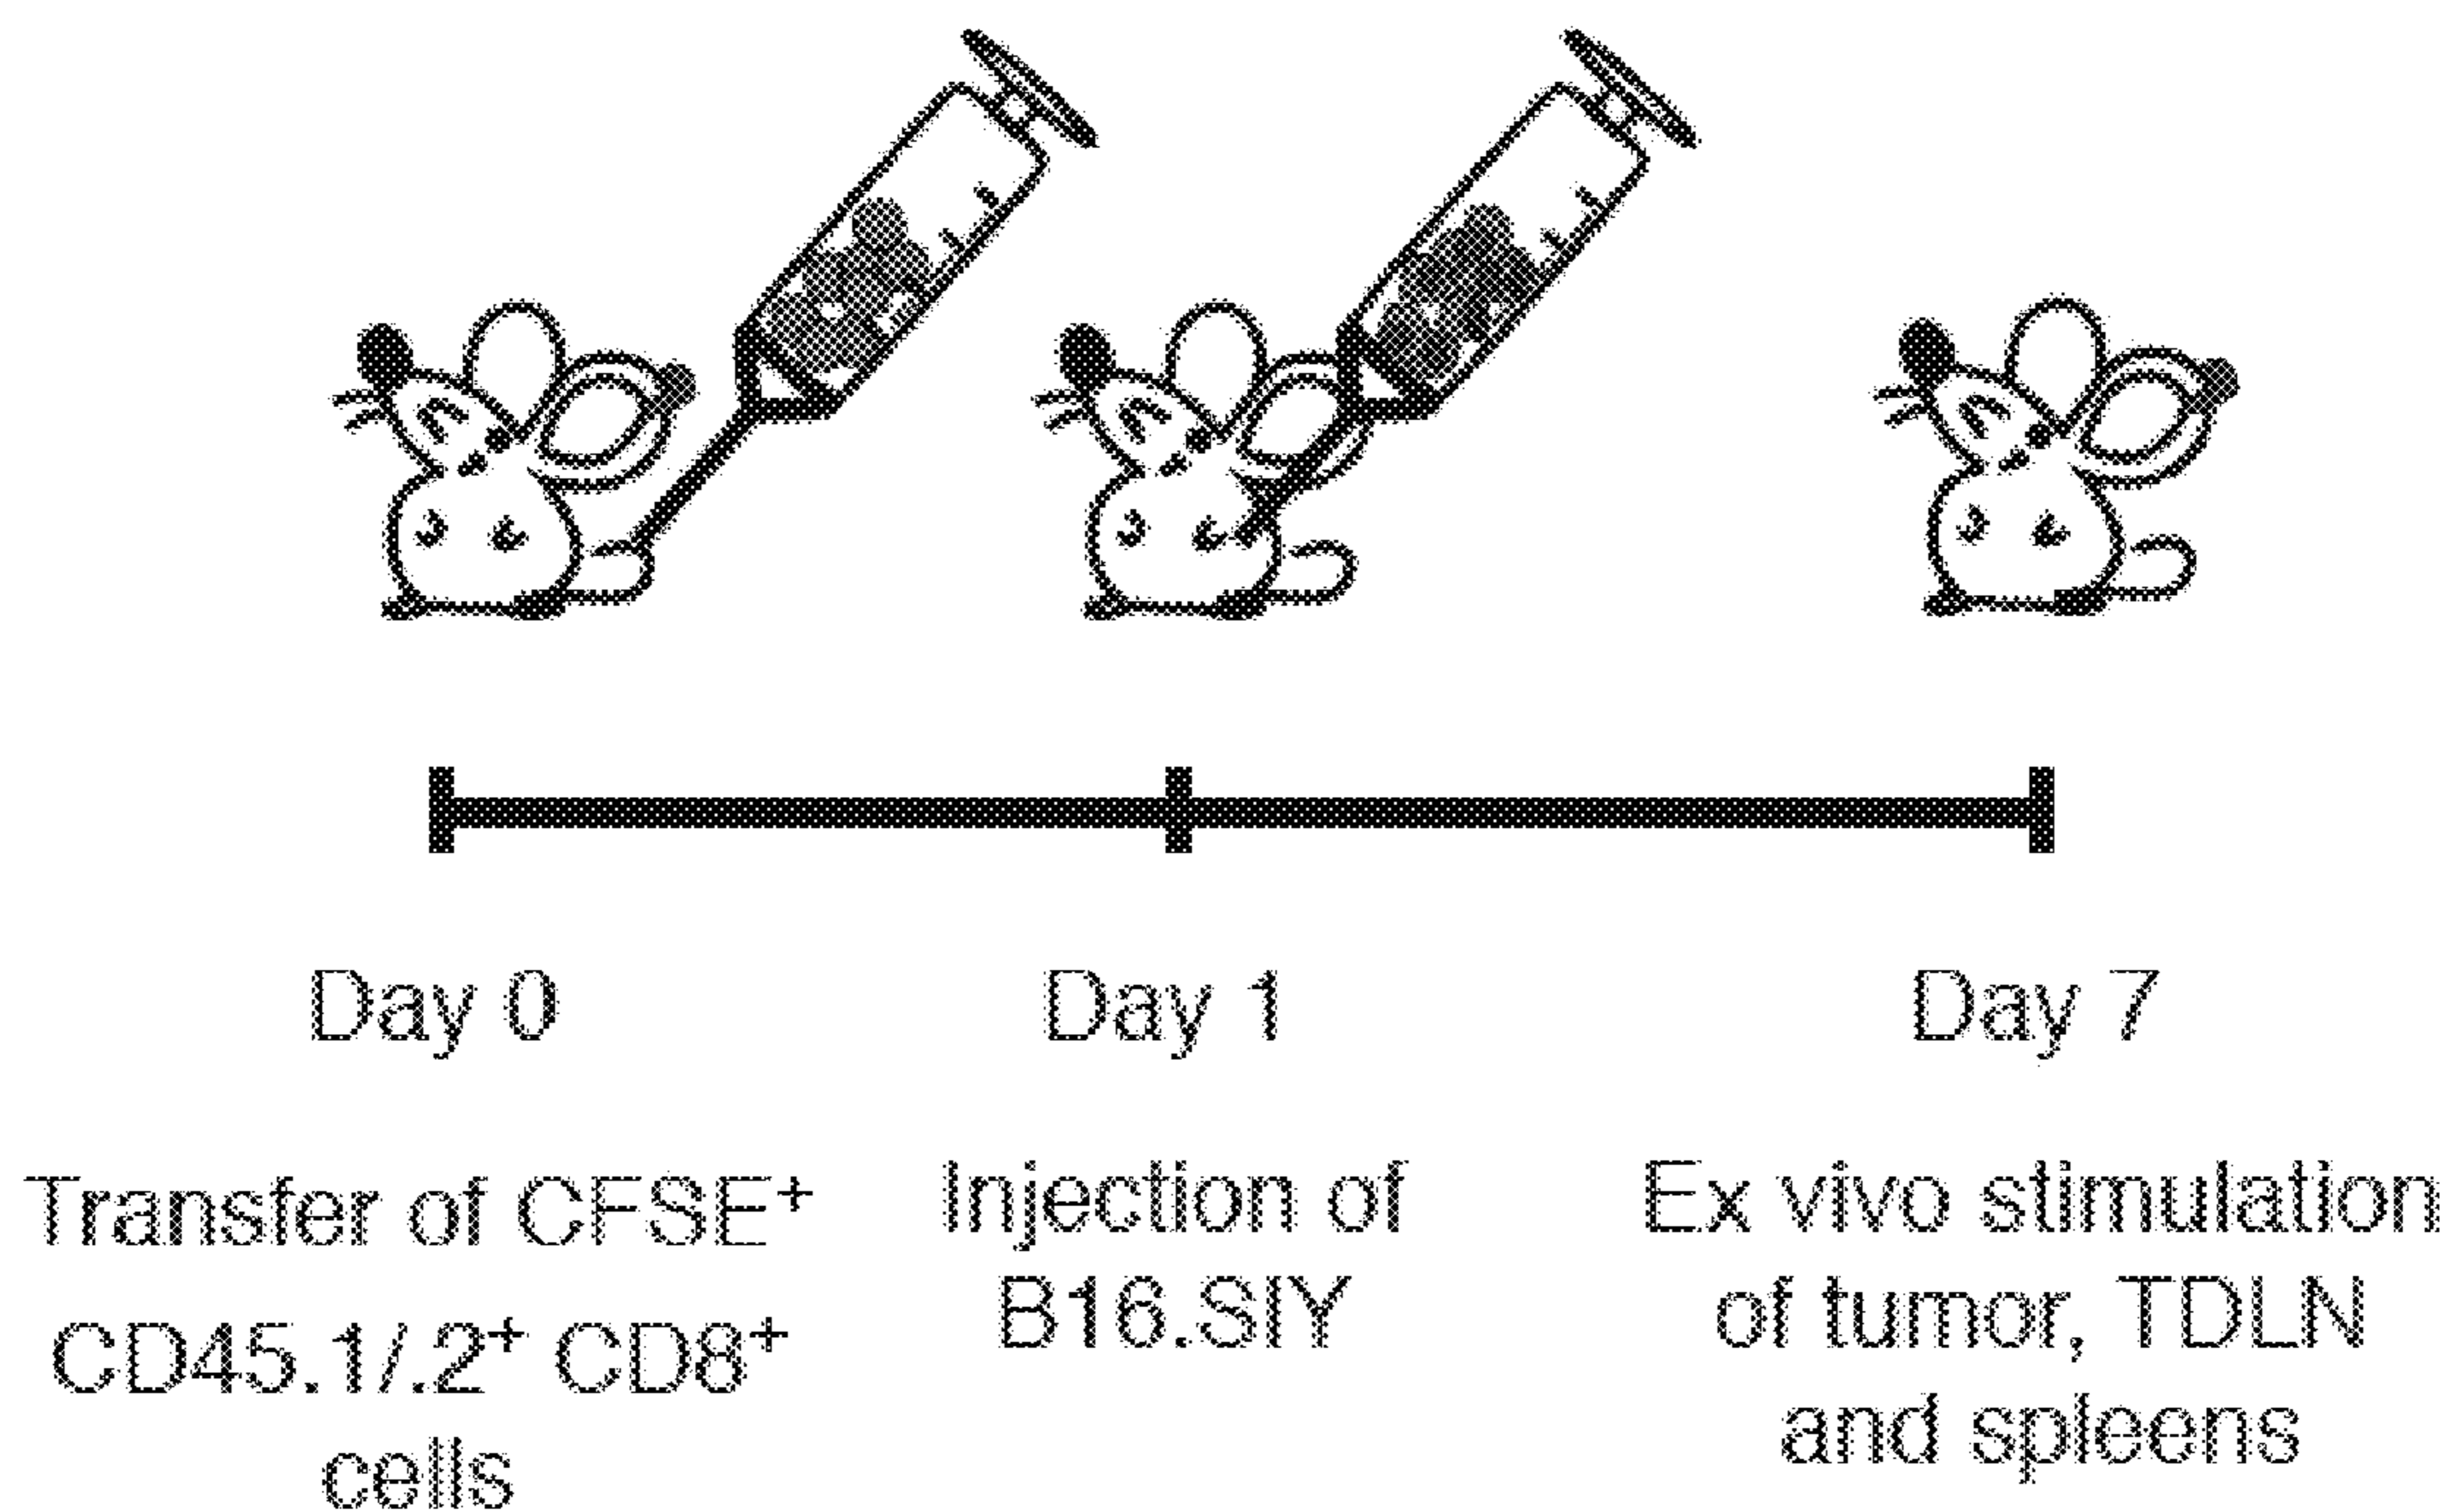 Day 0
Transfer of CFSE⁺
CD45.1/.2⁺ CD8⁺
cells
Day 1
Injection of
B16.SIY
Day 7
Ex vivo stimulation
of tumor, TDLN
and spleens